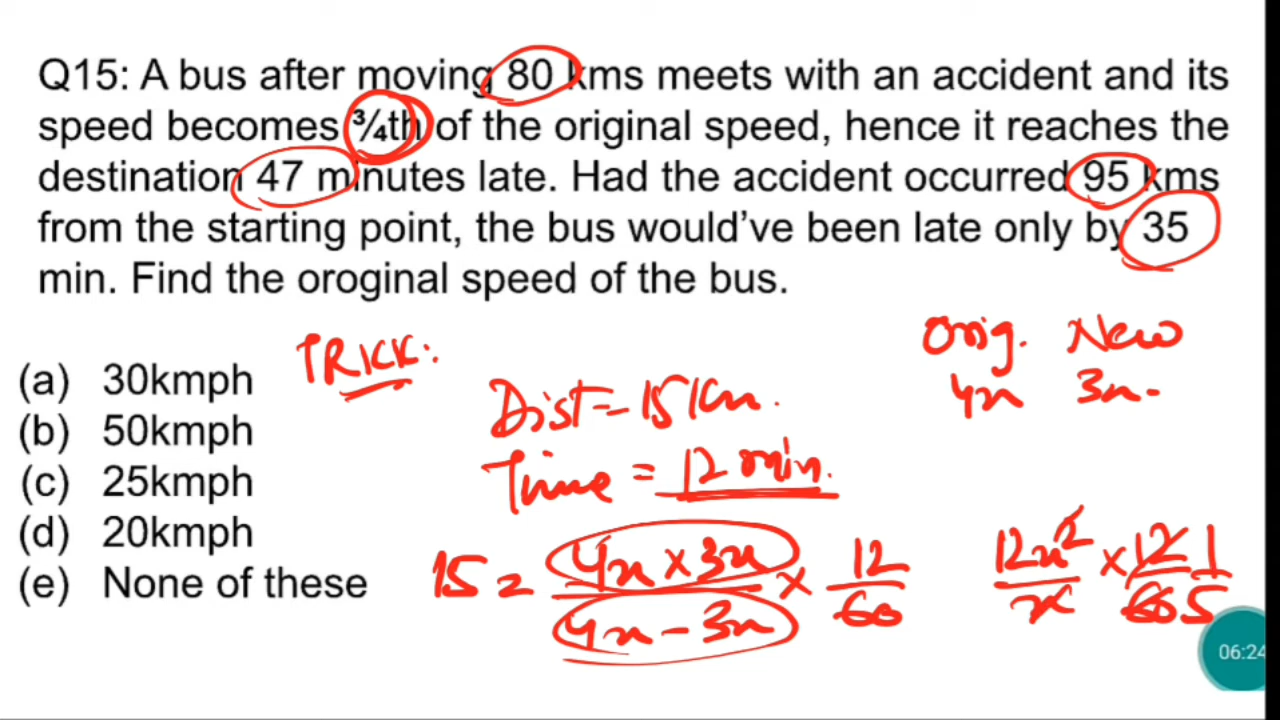 Q15: A bus after moving 80 kms meets with an accident and its
speed becomes ¾th of the original speed, hence it reaches the
destination 47 minutes late. Had the accident occurred 95 kms
from the starting point, the bus would've been late only by 35
min. Find the oroginal speed of the bus.
(a) 30kmph
(b) 50kmph
(c) 25kmph
(d) 20kmph
(e) None of these
TRICK:
Dist = 15 km.
Time = 12 min.
15 = 4x × 3x / 4x - 3x × 12 / 60
Orig. New
4x 3x
12x² / x × 12 1 / 60 5
06:24